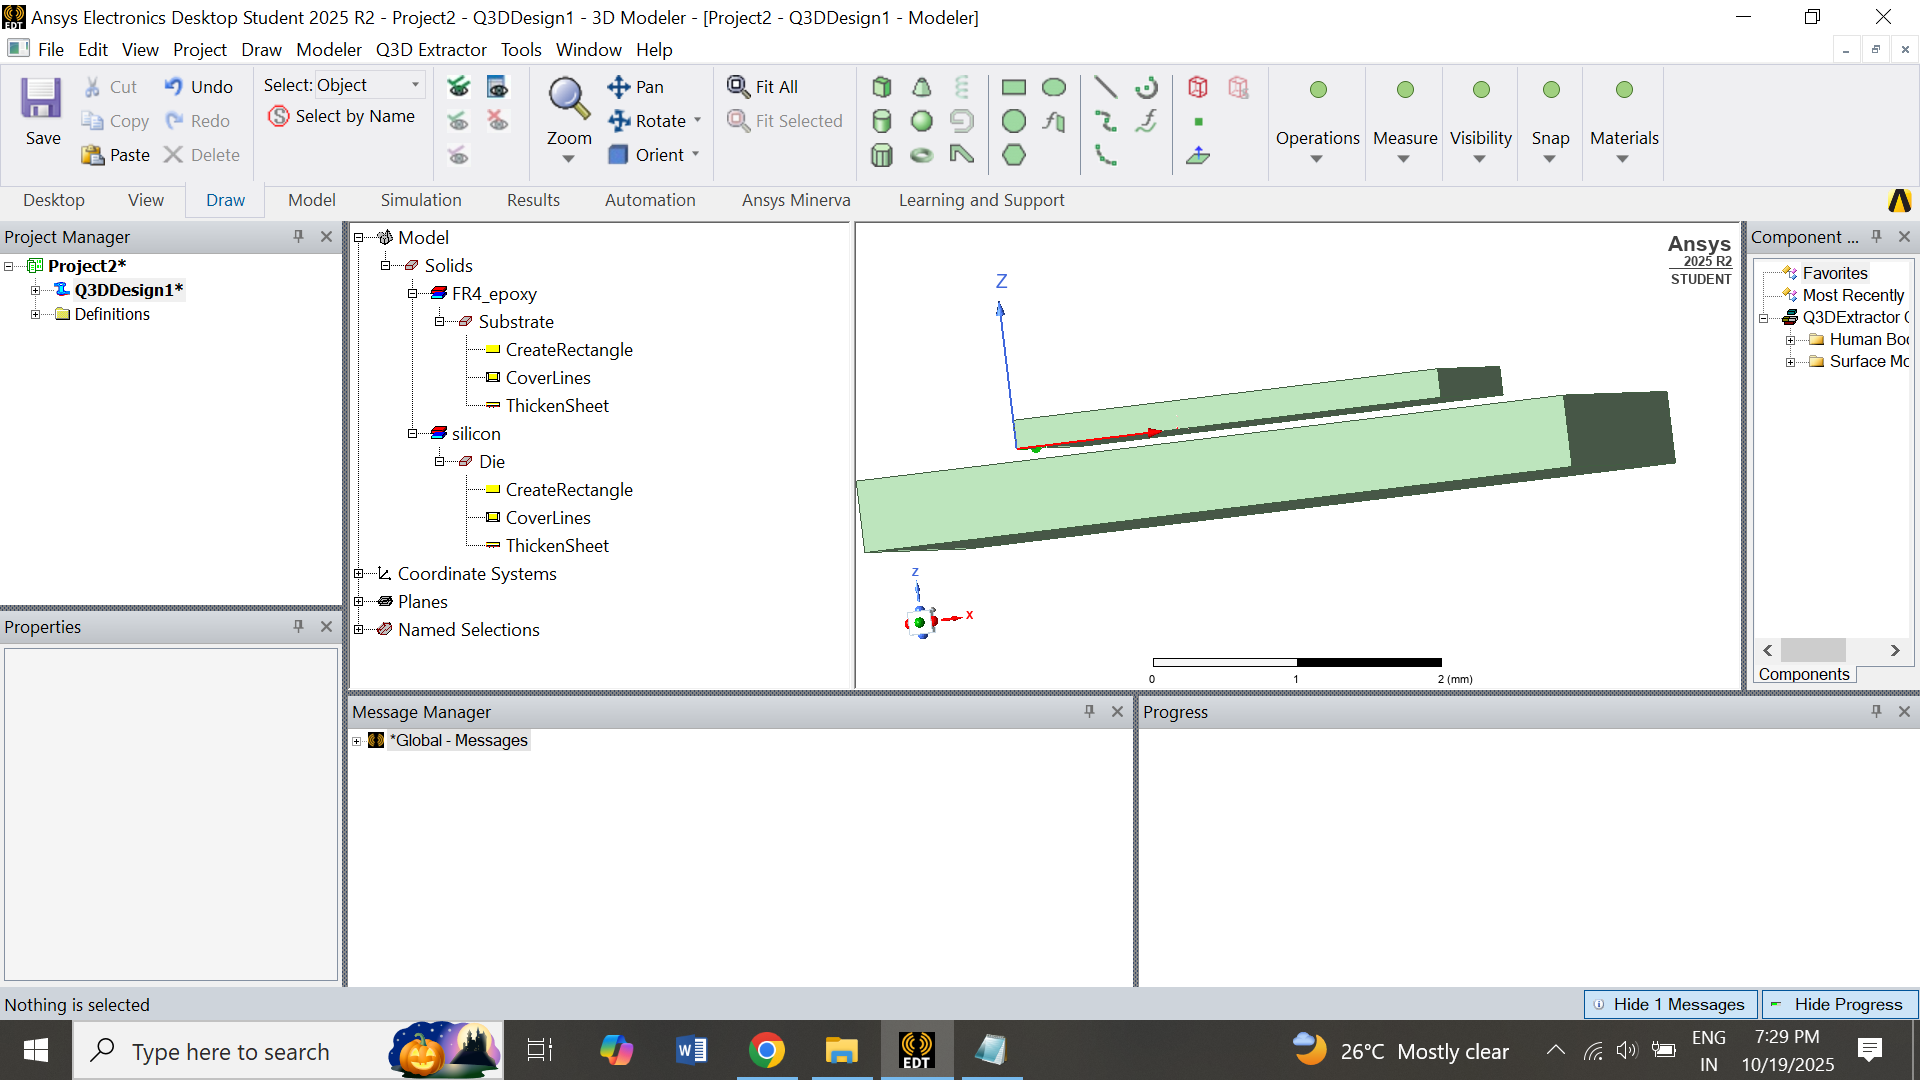 Ansys Electronics Desktop Student 2025 R2 - Project2 - Q3DDesign1 - 3D Modeler - [Project2 - Q3DDesign1 - Modeler]
File Edit View Project Draw Modeler Q3D Extractor Tools Window Help
Save
Cut
Copy
Paste
Undo
Redo
Delete
Select: Object
Select by Name
Zoom
Pan
Rotate
Orient
Fit All
Fit Selected
Operations
Measure
Visibility
Snap
Materials
Desktop View Draw Model Simulation Results Automation Ansys Minerva Learning and Support
Project Manager
Project2*
Q3DDesign1*
Definitions
Properties
Model
Solids
FR4_epoxy
Substrate
CreateRectangle
CoverLines
ThickenSheet
silicon
Die
CreateRectangle
CoverLines
ThickenSheet
Coordinate Systems
Planes
Named Selections
Ansys
2025 R2
STUDENT
Z
Z
X
0 1 2 (mm)
Component ...
Favorites
Most Recently
Q3DExtractor
Human Boo
Surface Mo
Components
Message Manager
*Global - Messages
Progress
Nothing is selected
Hide 1 Messages
Hide Progress
Type here to search
EDT
26°C Mostly clear
ENG
IN
7:29 PM
10/19/2025